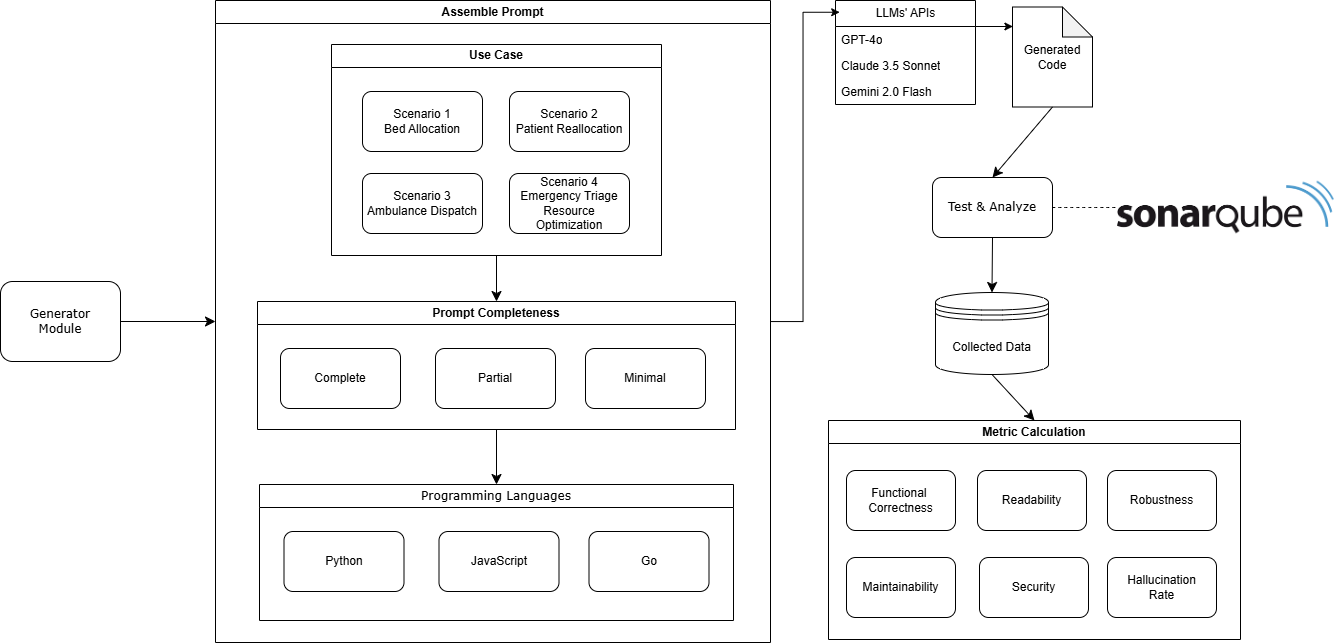 Generator
Module
Assemble Prompt
Use Case
Scenario 1
Bed Allocation
Scenario 2
Patient Reallocation
Scenario 3
Ambulance Dispatch
Scenario 4
Emergency Triage
Resource
Optimization
Prompt Completeness
Complete
Partial
Minimal
Programming Languages
Python
JavaScript
Go
LLMs' APIs
GPT-4o
Claude 3.5 Sonnet
Gemini 2.0 Flash
Generated
Code
Test & Analyze
sonarqube
Collected Data
Metric Calculation
Functional
Correctness
Readability
Robustness
Maintainability
Security
Hallucination
Rate